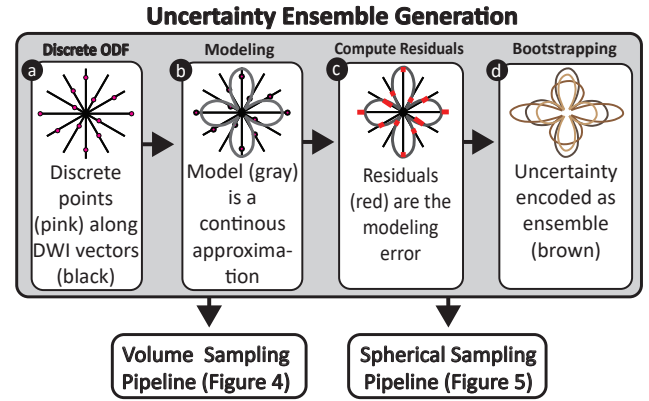 Uncertainty Ensemble Generation
Discrete ODF
Modeling
Compute Residuals
Bootstrapping
a
b
c
d
Discrete
points
(pink) along
DWI vectors
(black)
Model (gray)
is a
continous
approxima-
tion
Residuals
(red) are the
modeling
error
Uncertainty
encoded as
ensemble
(brown)
Volume Sampling
Pipeline (Figure 4)
Spherical Sampling
Pipeline (Figure 5)